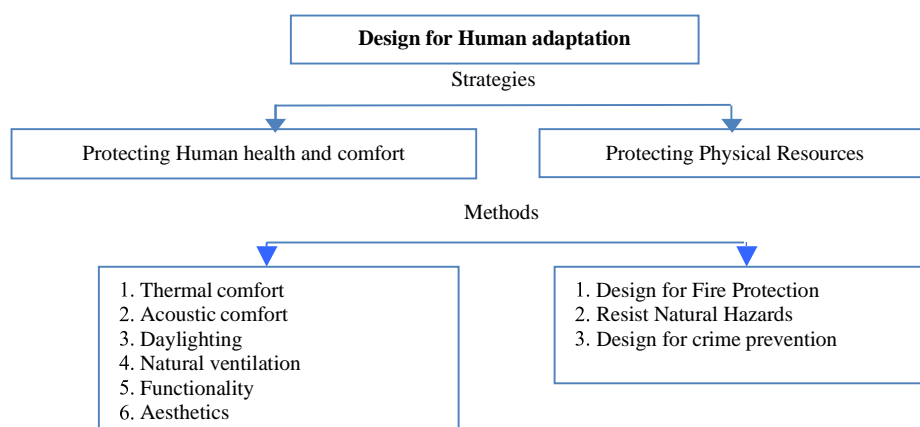 Design for Human adaptation
Strategies
Protecting Human health and comfort
Protecting Physical Resources
Methods
1. Thermal comfort
2. Acoustic comfort
3. Daylighting
4. Natural ventilation
5. Functionality
6. Aesthetics
1. Design for Fire Protection
2. Resist Natural Hazards
3. Design for crime prevention